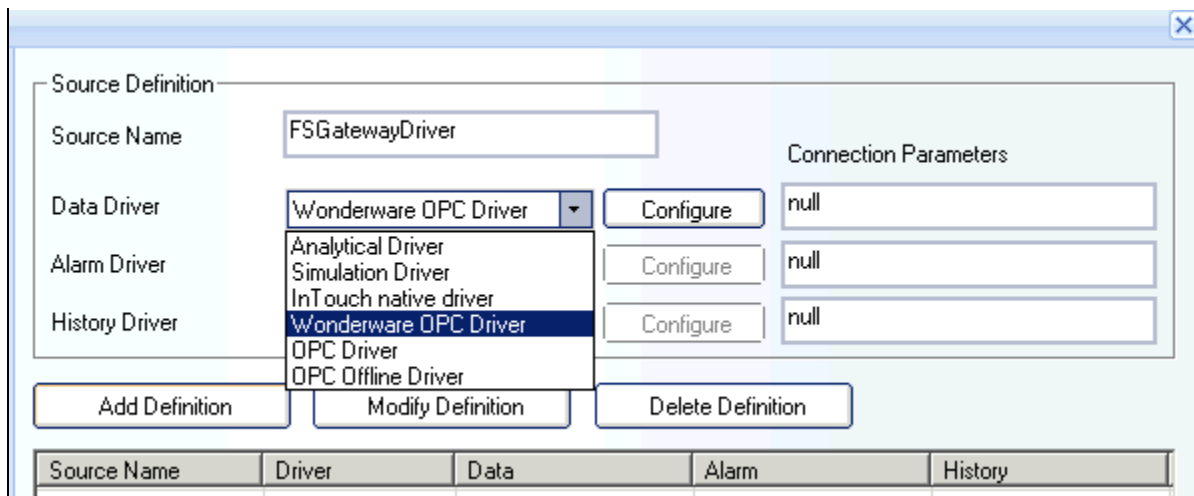 Source Definition
Source Name
FSGatewayDriver
Connection Parameters
Data Driver
Wonderware OPC Driver
Configure
null
Analytical Driver
Simulation Driver
InTouch native driver
Wonderware OPC Driver
OPC Driver
OPC Offline Driver
Alarm Driver
Configure
null
History Driver
Configure
null
Add Definition
Modify Definition
Delete Definition
Source Name
Driver
Data
Alarm
History